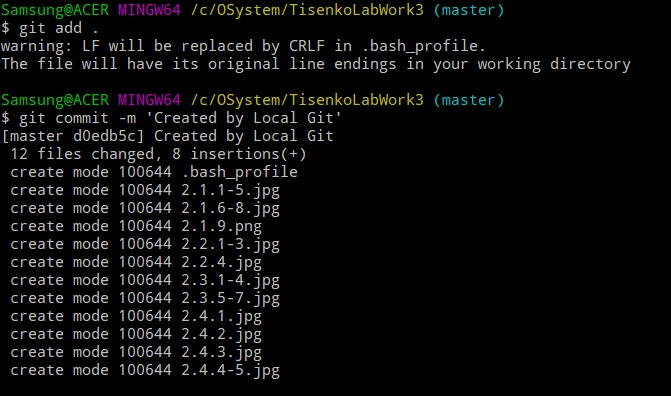 Samsung@ACER MINGW64 /c/OSystem/TisenkoLabWork3 (master)
$ git add .
warning: LF will be replaced by CRLF in .bash_profile.
The file will have its original line endings in your working directory
Samsung@ACER MINGW64 /c/OSystem/TisenkoLabWork3 (master)
$ git commit -m 'Created by Local Git'
[master d0edb5c] Created by Local Git
 12 files changed, 8 insertions(+)
 create mode 100644 .bash_profile
 create mode 100644 2.1.1-5.jpg
 create mode 100644 2.1.6-8.jpg
 create mode 100644 2.1.9.png
 create mode 100644 2.2.1-3.jpg
 create mode 100644 2.2.4.jpg
 create mode 100644 2.3.1-4.jpg
 create mode 100644 2.3.5-7.jpg
 create mode 100644 2.4.1.jpg
 create mode 100644 2.4.2.jpg
 create mode 100644 2.4.3.jpg
 create mode 100644 2.4.4-5.jpg